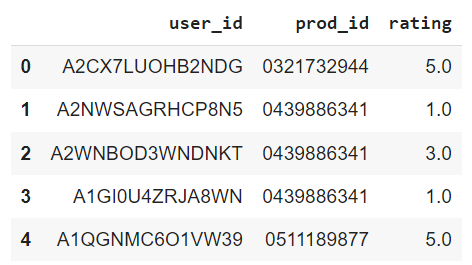 user_id prod_id rating
0 A2CX7LUOHB2NDG 0321732944 5.0
1 A2NWSAGRHCP8N5 0439886341 1.0
2 A2WNBOD3WNDNKT 0439886341 3.0
3 A1GI0U4ZRJA8WN 0439886341 1.0
4 A1QGNMC6O1VW39 0511189877 5.0